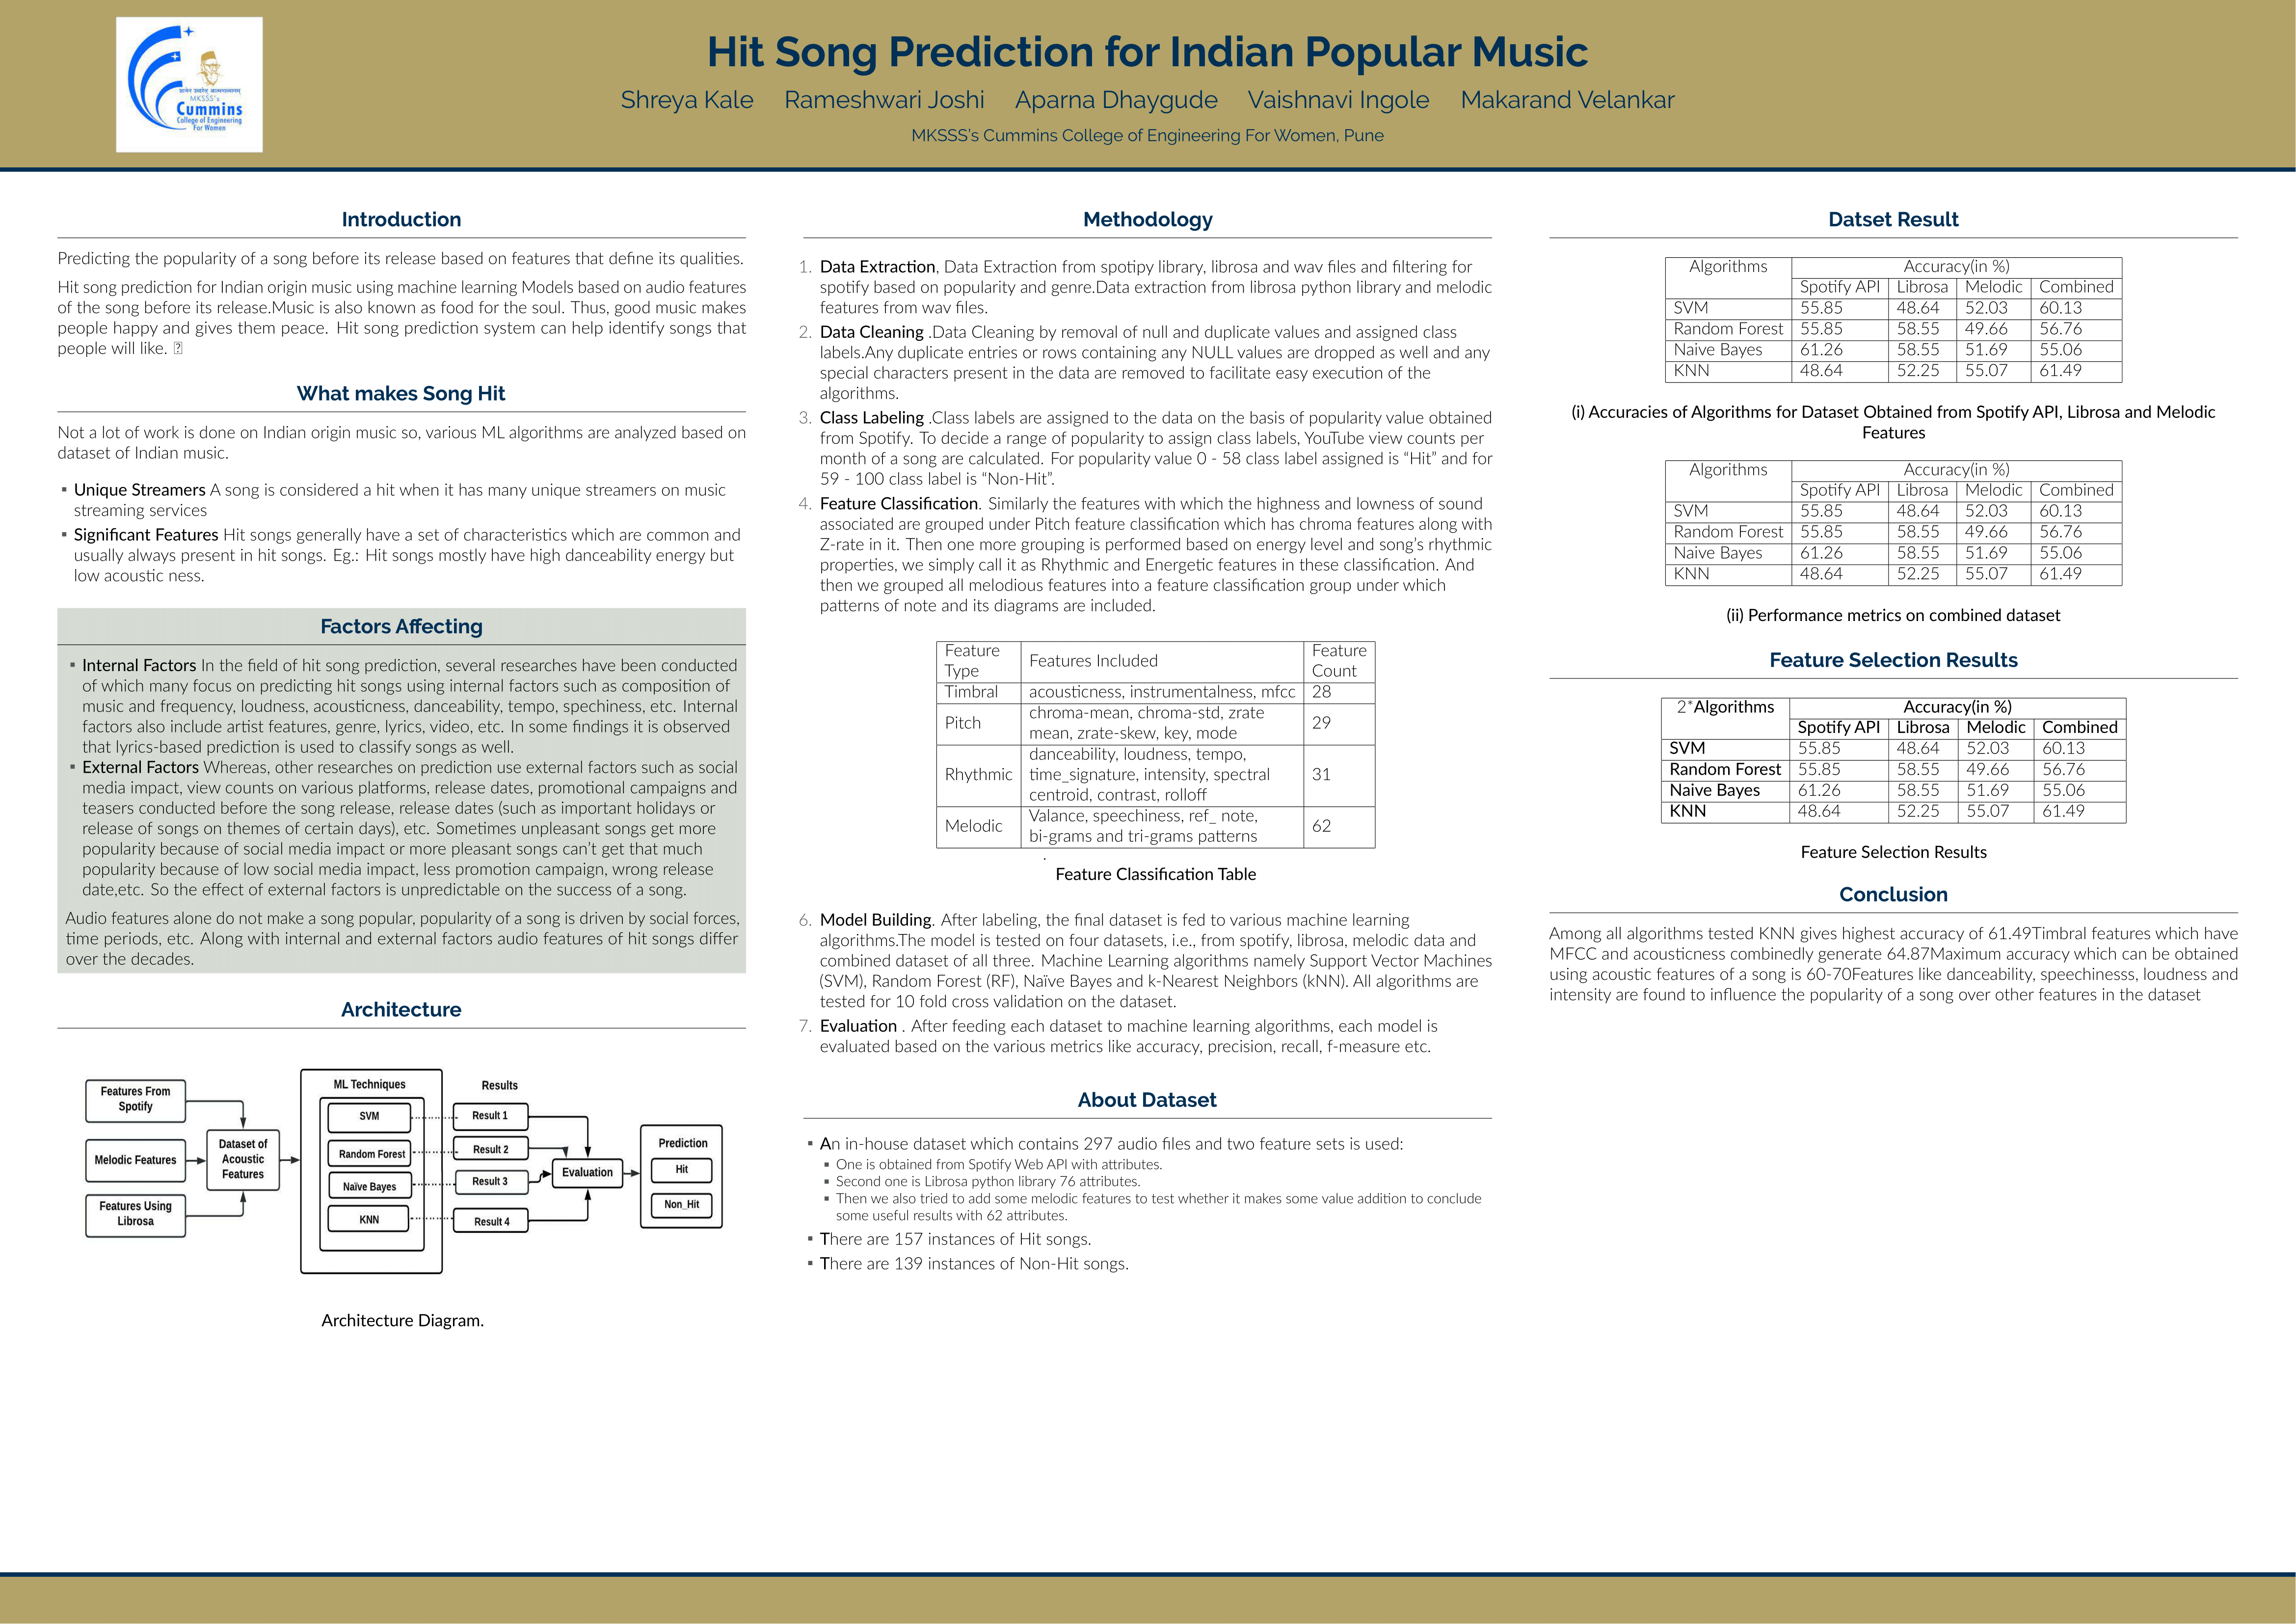 प्रत्येन उद्धरेत् आत्मनात्मानम्
MKSSS's
Cummins
College of Engineering
For Women
Hit Song Prediction for Indian Popular Music
Shreya Kale Rameshwari Joshi Aparna Dhaygude Vaishnavi Ingole Makarand Velankar
MKSSS's Cummins College of Engineering For Women, Pune
Introduction
Predicting the popularity of a song before its release based on features that define its qualities.
Hit song prediction for Indian origin music using machine learning Models based on audio features
of the song before its release.Music is also known as food for the soul. Thus, good music makes
people happy and gives them peace. Hit song prediction system can help identify songs that
people will like.
What makes Song Hit
Not a lot of work is done on Indian origin music so, various ML algorithms are analyzed based on
dataset of Indian music.
▪ Unique Streamers A song is considered a hit when it has many unique streamers on music
streaming services
▪ Significant Features Hit songs generally have a set of characteristics which are common and
usually always present in hit songs. Eg.: Hit songs mostly have high danceability energy but
low acoustic ness.
Factors Affecting
▪ Internal Factors In the field of hit song prediction, several researches have been conducted
of which many focus on predicting hit songs using internal factors such as composition of
music and frequency, loudness, acousticness, danceability, tempo, spechiness, etc. Internal
factors also include artist features, genre, lyrics, video, etc. In some findings it is observed
that lyrics-based prediction is used to classify songs as well.
▪ External Factors Whereas, other researches on prediction use external factors such as social
media impact, view counts on various platforms, release dates, promotional campaigns and
teasers conducted before the song release, release dates (such as important holidays or
release of songs on themes of certain days), etc. Sometimes unpleasant songs get more
popularity because of social media impact or more pleasant songs can't get that much
popularity because of low social media impact, less promotion campaign, wrong release
date,etc. So the effect of external factors is unpredictable on the success of a song.
Audio features alone do not make a song popular, popularity of a song is driven by social forces,
time periods, etc. Along with internal and external factors audio features of hit songs differ
over the decades.
Architecture
Features From
Spotify
Melodic Features
Features Using
Librosa
Dataset of
Acoustic
Features
ML Techniques
SVM
Random Forest
Naïve Bayes
KNN
Results
Result 1
Result 2
Result 3
Result 4
Evaluation
Prediction
Hit
Non_Hit
Architecture Diagram.
Methodology
1. Data Extraction, Data Extraction from spotipy library, librosa and wav files and filtering for
spotify based on popularity and genre.Data extraction from librosa python library and melodic
features from wav files.
2. Data Cleaning .Data Cleaning by removal of null and duplicate values and assigned class
labels.Any duplicate entries or rows containing any NULL values are dropped as well and any
special characters present in the data are removed to facilitate easy execution of the
algorithms.
3. Class Labeling .Class labels are assigned to the data on the basis of popularity value obtained
from Spotify. To decide a range of popularity to assign class labels, YouTube view counts per
month of a song are calculated. For popularity value 0 - 58 class label assigned is “Hit” and for
59 - 100 class label is “Non-Hit”.
4. Feature Classification. Similarly the features with which the highness and lowness of sound
associated are grouped under Pitch feature classification which has chroma features along with
Z-rate in it. Then one more grouping is performed based on energy level and song's rhythmic
properties, we simply call it as Rhythmic and Energetic features in these classification. And
then we grouped all melodious features into a feature classification group under which
patterns of note and its diagrams are included.
Feature Type Features Included Feature Count
Timbral acousticness, instrumentalness, mfcc 28
Pitch chroma-mean, chroma-std, zrate
mean, zrate-skew, key, mode 29
Rhythmic danceability, loudness, tempo,
time_signature, intensity, spectral
centroid, contrast, rolloff 31
Melodic Valance, speechiness, ref_ note,
bi-grams and tri-grams patterns 62
.
Feature Classification Table
6. Model Building. After labeling, the final dataset is fed to various machine learning
algorithms.The model is tested on four datasets, i.e., from spotify, librosa, melodic data and
combined dataset of all three. Machine Learning algorithms namely Support Vector Machines
(SVM), Random Forest (RF), Naïve Bayes and k-Nearest Neighbors (kNN). All algorithms are
tested for 10 fold cross validation on the dataset.
7. Evaluation . After feeding each dataset to machine learning algorithms, each model is
evaluated based on the various metrics like accuracy, precision, recall, f-measure etc.
About Dataset
▪ An in-house dataset which contains 297 audio files and two feature sets is used:
▪ One is obtained from Spotify Web API with attributes.
▪ Second one is Librosa python library 76 attributes.
▪ Then we also tried to add some melodic features to test whether it makes some value addition to conclude
some useful results with 62 attributes.
▪ There are 157 instances of Hit songs.
▪ There are 139 instances of Non-Hit songs.
Datset Result
Algorithms Accuracy(in %)
Spotify API Librosa Melodic Combined
SVM 55.85 48.64 52.03 60.13
Random Forest 55.85 58.55 49.66 56.76
Naive Bayes 61.26 58.55 51.69 55.06
KNN 48.64 52.25 55.07 61.49
(i) Accuracies of Algorithms for Dataset Obtained from Spotify API, Librosa and Melodic
Features
Algorithms Accuracy(in %)
Spotify API Librosa Melodic Combined
SVM 55.85 48.64 52.03 60.13
Random Forest 55.85 58.55 49.66 56.76
Naive Bayes 61.26 58.55 51.69 55.06
KNN 48.64 52.25 55.07 61.49
(ii) Performance metrics on combined dataset
Feature Selection Results
2*Algorithms Accuracy(in %)
Spotify API Librosa Melodic Combined
SVM 55.85 48.64 52.03 60.13
Random Forest 55.85 58.55 49.66 56.76
Naive Bayes 61.26 58.55 51.69 55.06
KNN 48.64 52.25 55.07 61.49
Feature Selection Results
Conclusion
Among all algorithms tested KNN gives highest accuracy of 61.49Timbral features which have
MFCC and acousticness combinedly generate 64.87Maximum accuracy which can be obtained
using acoustic features of a song is 60-70Features like danceability, speechinesss, loudness and
intensity are found to influence the popularity of a song over other features in the dataset